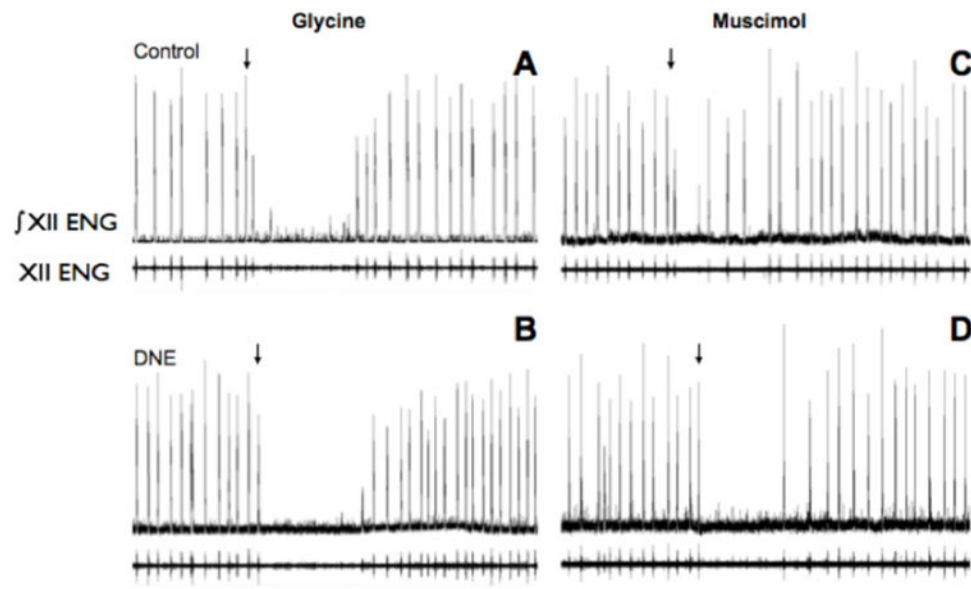 Glycine
Muscimol
Control
A
C
∫XII ENG
XII ENG
DNE
B
D